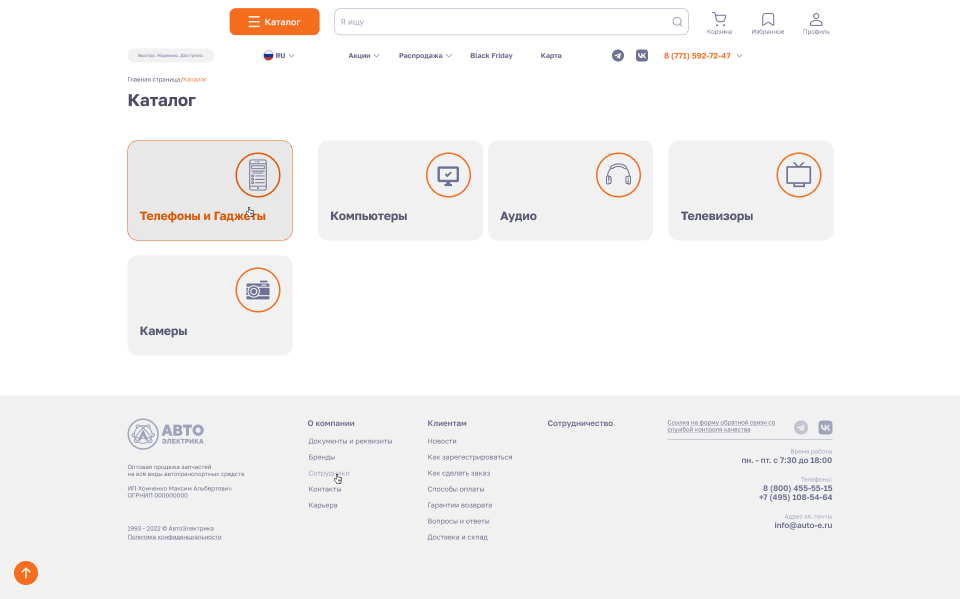 Каталог
Я ищу
Корзина
Избранное
Профиль
Быстро. Надежно. Доступно.
RU
Акции
Распродажа
Black Friday
Карта
8 (771) 592-72-47
Главная страница/Каталог
Каталог
Телефоны и Гаджеты
Компьютеры
Аудио
Телевизоры
Камеры
АВТО
ЭЛЕКТРИКА
Оптовая продажа запчастей
на все виды автотранспортных средств
ИП Хомченко Максим Альбертович
ОГРНИП 000000000
1993 - 2022 © АвтоЭлектрика
Политика конфиденциальности
О компании
Документы и реквизиты
Бренды
Сотрудники
Контакты
Карьера
Клиентам
Новости
Как зарегестрироваться
Как сделать заказ
Способы оплаты
Гарантии возврата
Вопросы и ответы
Доставка и склад
Сотрудничество
Ссылка на форму обратной связи со
службой контроля качества
Время работы
пн. - пт. с 7:30 до 18:00
Телефоны:
8 (800) 455-55-15
+7 (495) 108-54-64
Адрес эл. почты
info@auto-e.ru